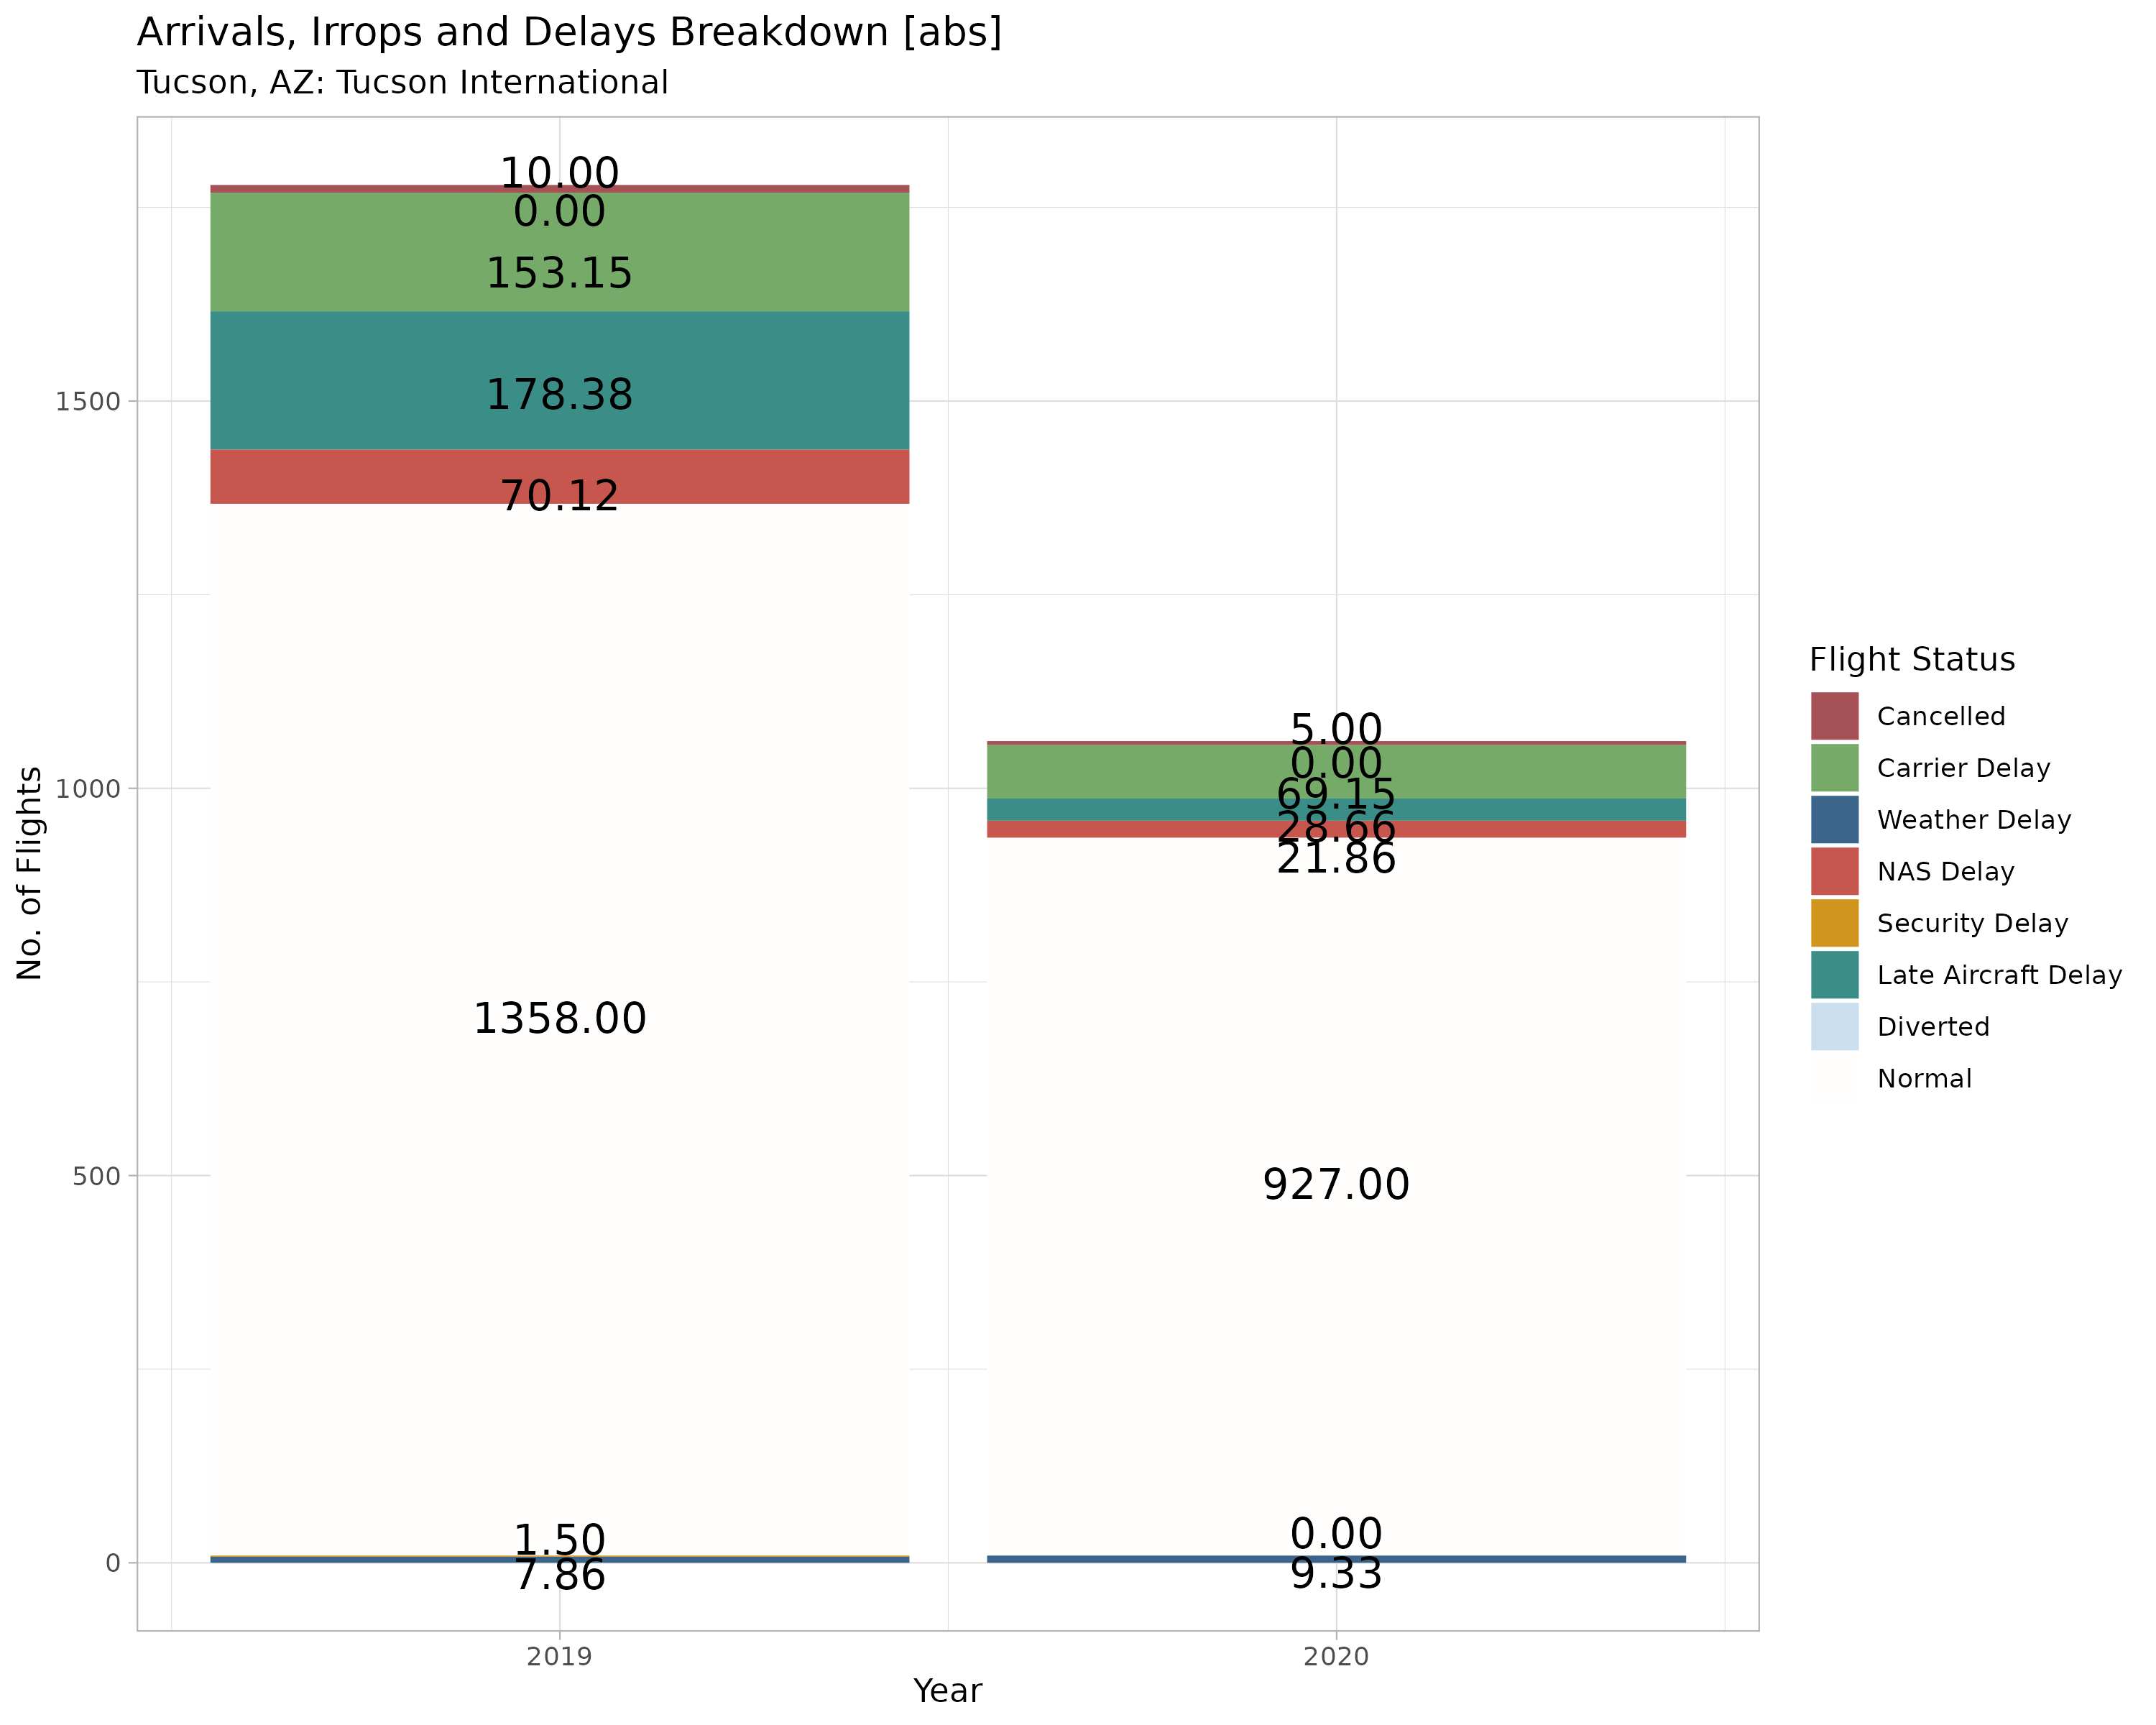 Arrivals, Irrops and Delays Breakdown [abs]
Tucson, AZ: Tucson International
No. of Flights
1500
1000
500
0
10.00
0.00
153.15
178.38
70.12
1358.00
1.50
7.86
5.00
0.00
69.15
28.66
21.86
927.00
0.00
9.33
2019
2020
Year
Flight Status
Cancelled
Carrier Delay
Weather Delay
NAS Delay
Security Delay
Late Aircraft Delay
Diverted
Normal